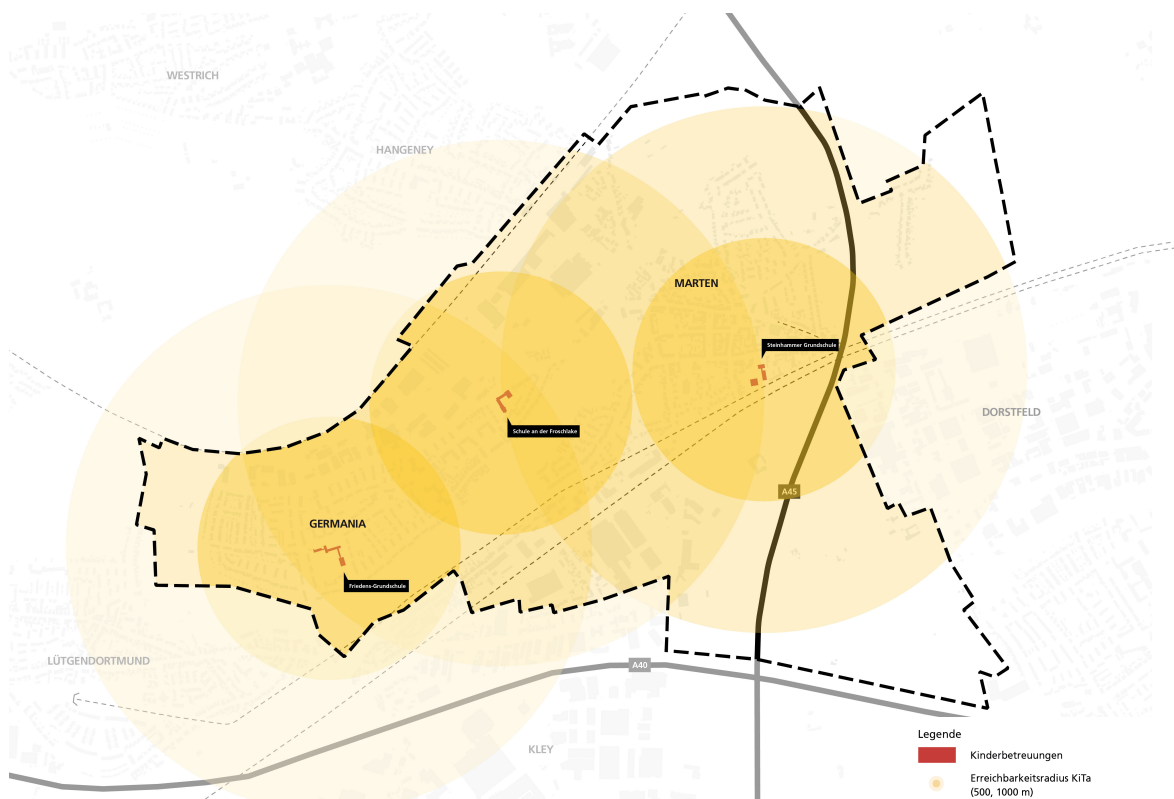 WESTRICH
HANGENEY
MARTEN
Steinhammer Grundschule
DORSTFELD
Schule an der Froschlake
A45
GERMANIA
Friedens-Grundschule
LÜTGENDORTMUND
A40
KLEY
Legende
Kinderbetreuungen
Erreichbarkeitsradius KiTa
(500, 1000 m)